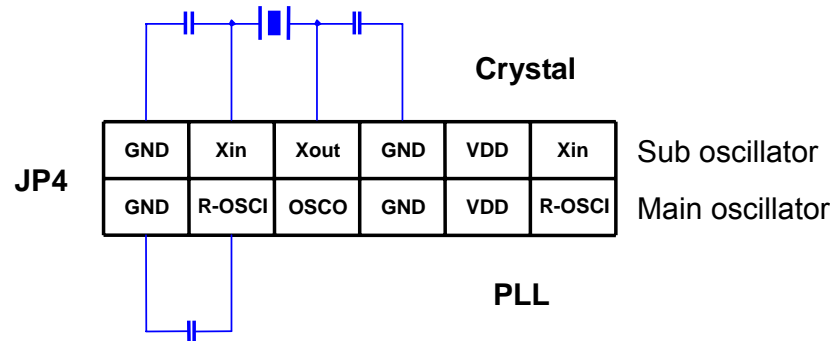 Crystal
GND Xin Xout GND VDD Xin Sub oscillator
JP4
GND R-OSCI OSCO GND VDD R-OSCI Main oscillator
PLL